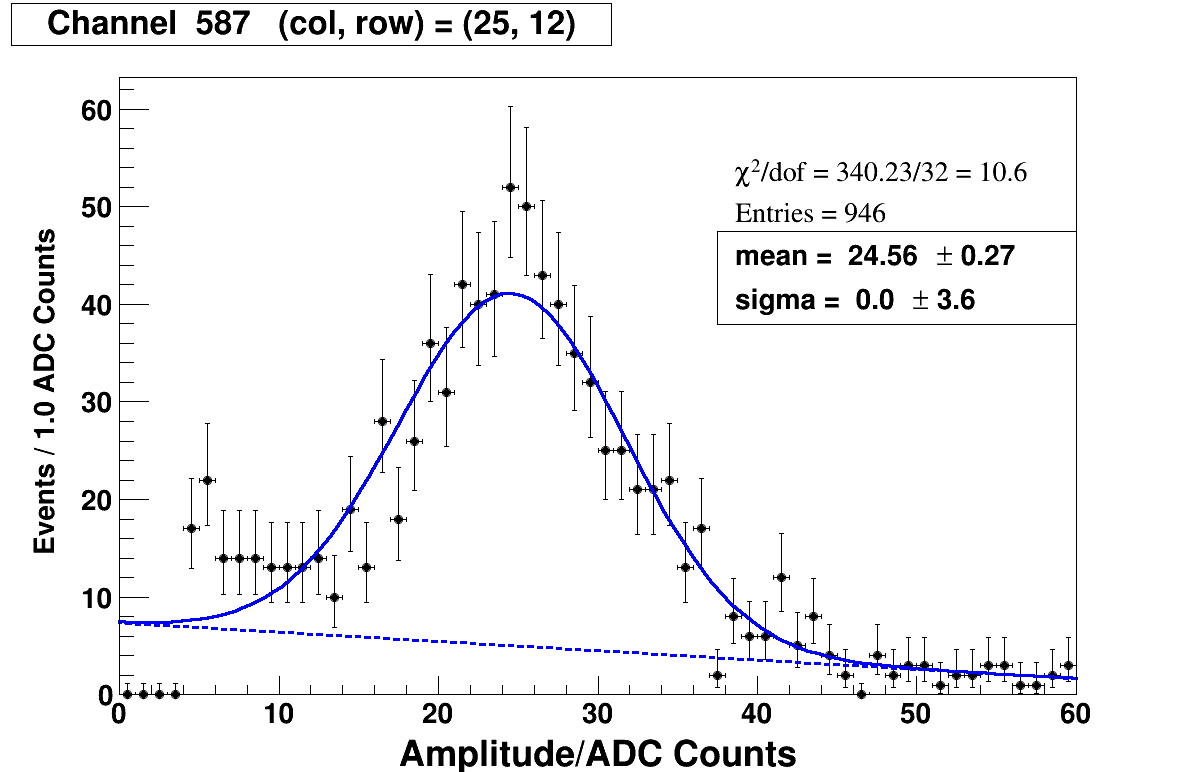 Channel 587 (col, row) = (25, 12)
60
50
40
30
20
10
0
Events / 1.0 ADC Counts
χ²/dof = 340.23/32 = 10.6
Entries = 946
mean = 24.56 ± 0.27
sigma = 0.0 ± 3.6
0 10 20 30 40 50 60
Amplitude/ADC Counts